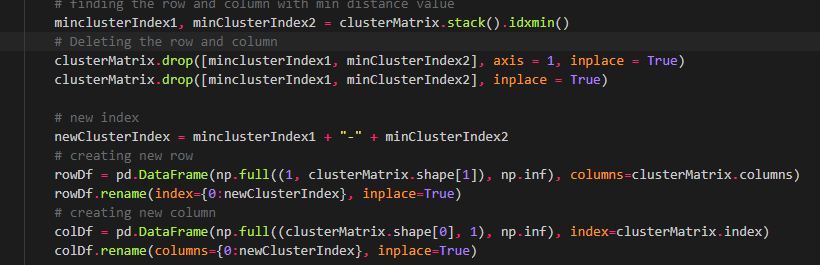 # finding the row and column with min distance value
minclusterIndex1, minClusterIndex2 = clusterMatrix.stack().idxmin()
# Deleting the row and column
clusterMatrix.drop([minclusterIndex1, minClusterIndex2], axis = 1, inplace = True)
clusterMatrix.drop([minclusterIndex1, minClusterIndex2], inplace = True)
# new index
newClusterIndex = minclusterIndex1 + "-" + minClusterIndex2
# creating new row
rowDf = pd.DataFrame(np.full((1, clusterMatrix.shape[1]), np.inf), columns=clusterMatrix.columns)
rowDf.rename(index={0:newClusterIndex}, inplace=True)
# creating new column
colDf = pd.DataFrame(np.full((clusterMatrix.shape[0], 1), np.inf), index=clusterMatrix.index)
colDf.rename(columns={0:newClusterIndex}, inplace=True)